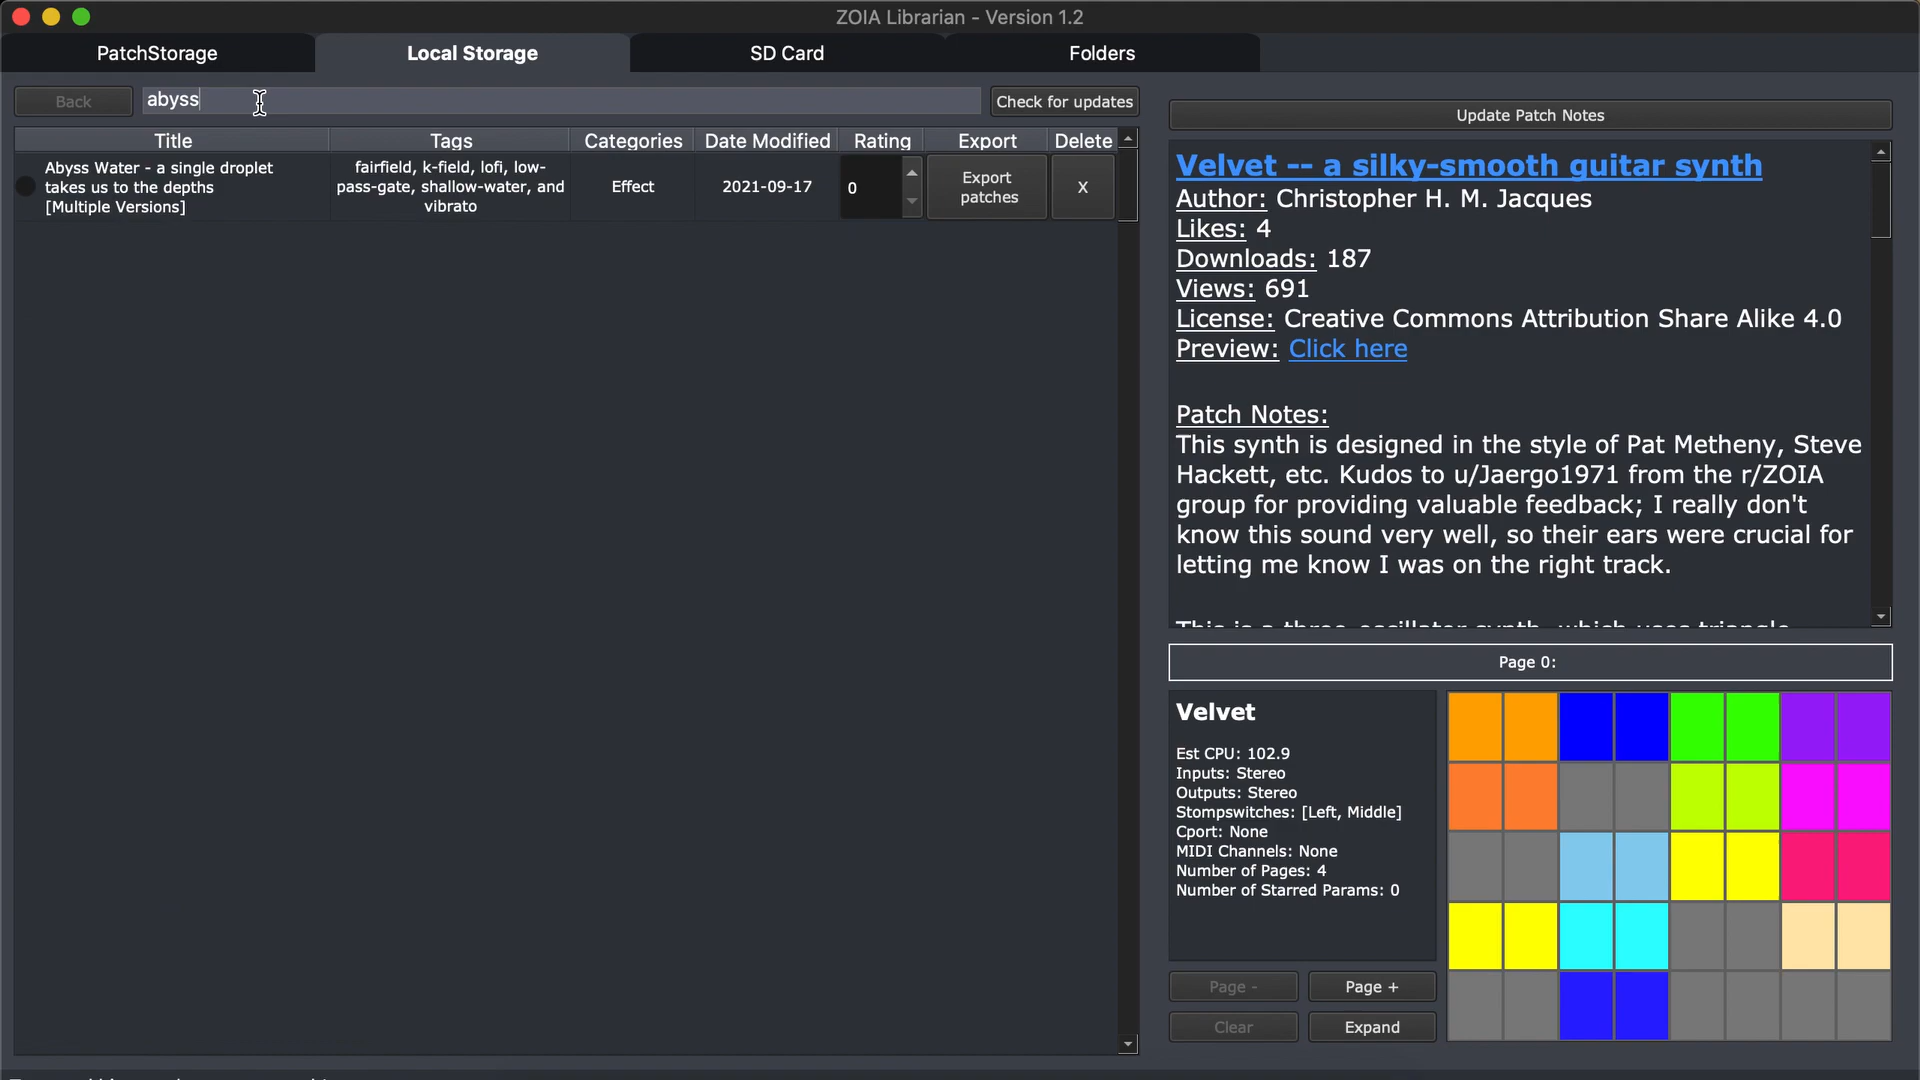 ZOIA Librarian - Version 1.2
PatchStorage
Local Storage
SD Card
Folders
Back
abyss
Check for updates
Title
Tags
Categories
Date Modified
Rating
Export
Delete
Abyss Water - a single droplet
takes us to the depths
[Multiple Versions]
fairfield, k-field, lofi, low-
pass-gate, shallow-water, and
vibrato
Effect
2021-09-17
0
Export
patches
X
Update Patch Notes
Velvet -- a silky-smooth guitar synth
Author: Christopher H. M. Jacques
Likes: 4
Downloads: 187
Views: 691
License: Creative Commons Attribution Share Alike 4.0
Preview: Click here
Patch Notes:
This synth is designed in the style of Pat Metheny, Steve
Hackett, etc. Kudos to u/Jaergo1971 from the r/ZOIA
group for providing valuable feedback; I really don't
know this sound very well, so their ears were crucial for
letting me know I was on the right track.
This is a three-oscillator synth, which uses triangle
Page 0:
Velvet
Est CPU: 102.9
Inputs: Stereo
Outputs: Stereo
Stompswitches: [Left, Middle]
Cport: None
MIDI Channels: None
Number of Pages: 4
Number of Starred Params: 0
Page -
Page +
Clear
Expand